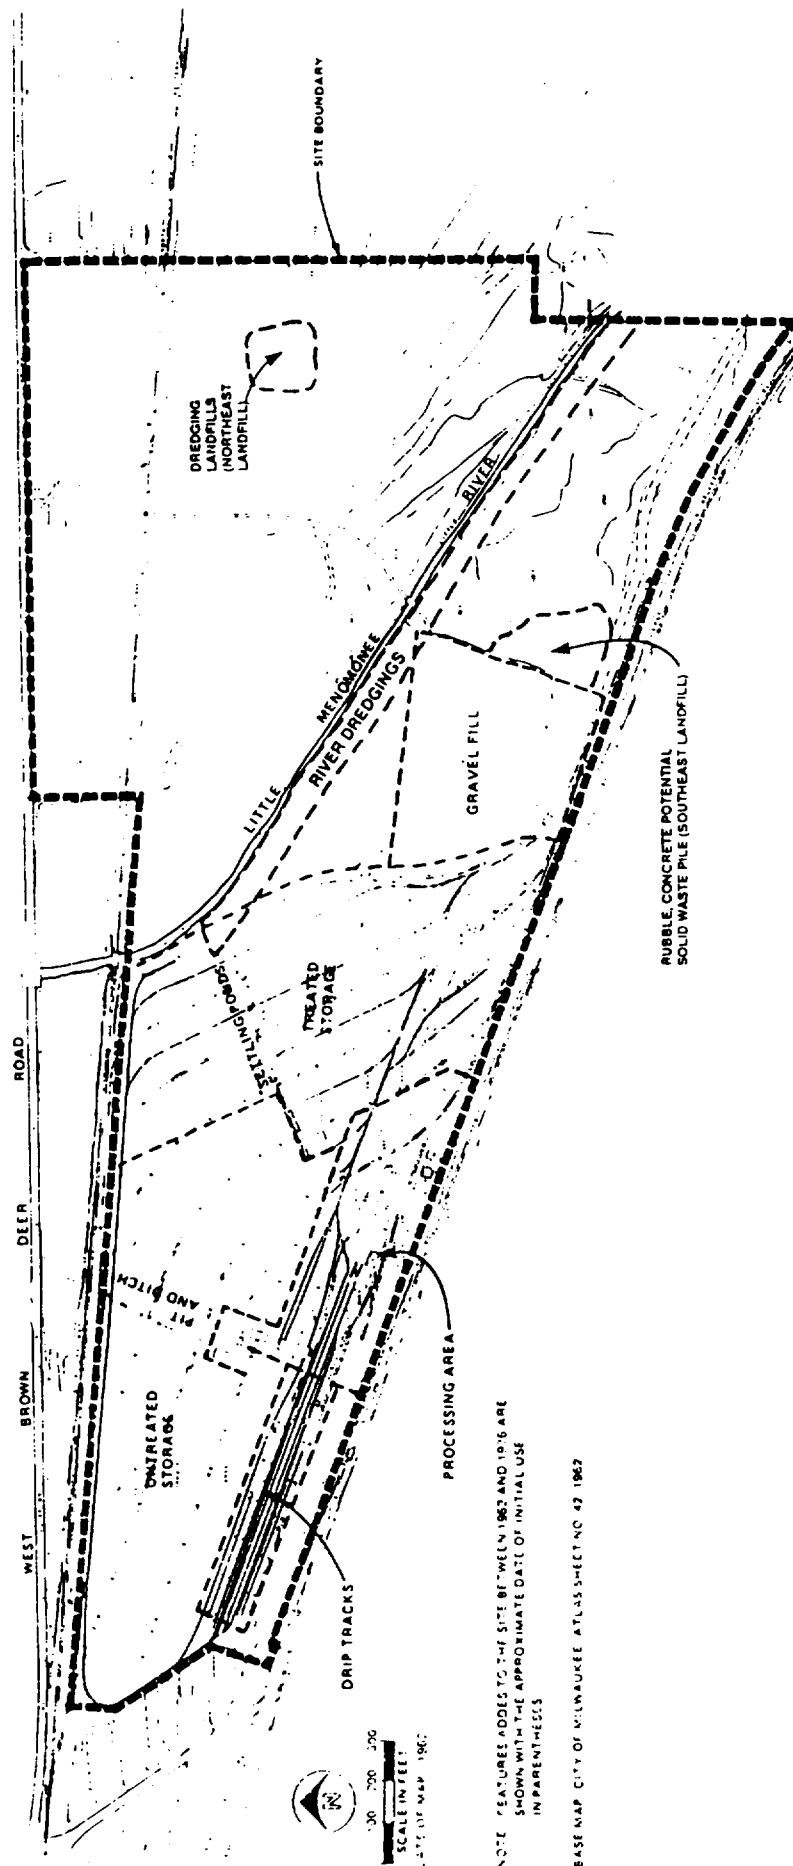 WEST BROWN DEER ROAD
SITE BOUNDARY
DREDGING
LANDFILLS
(NORTHEAST
LANDFILL)
LITTLE MENOMONEE RIVER
RIVER DREDGINGS
GRAVEL FILL
SETTLING PONDS
TREATED
STORAGE
PIT
AND DITCH
UNTREATED
STORAGE
RUBBLE, CONCRETE POTENTIAL
SOLID WASTE PILE (SOUTHEAST LANDFILL)
PROCESSING AREA
DRIP TRACKS
N
SCALE IN FEET
DATE OF MAP
NOTE FEATURES ADDED TO THE SITE BETWEEN 1962 AND 1976 ARE
SHOWN WITH THE APPROXIMATE DATE OF INITIAL USE
IN PARENTHESES
BASE MAP CITY OF MILWAUKEE ATLAS SHEET NO 42 1962